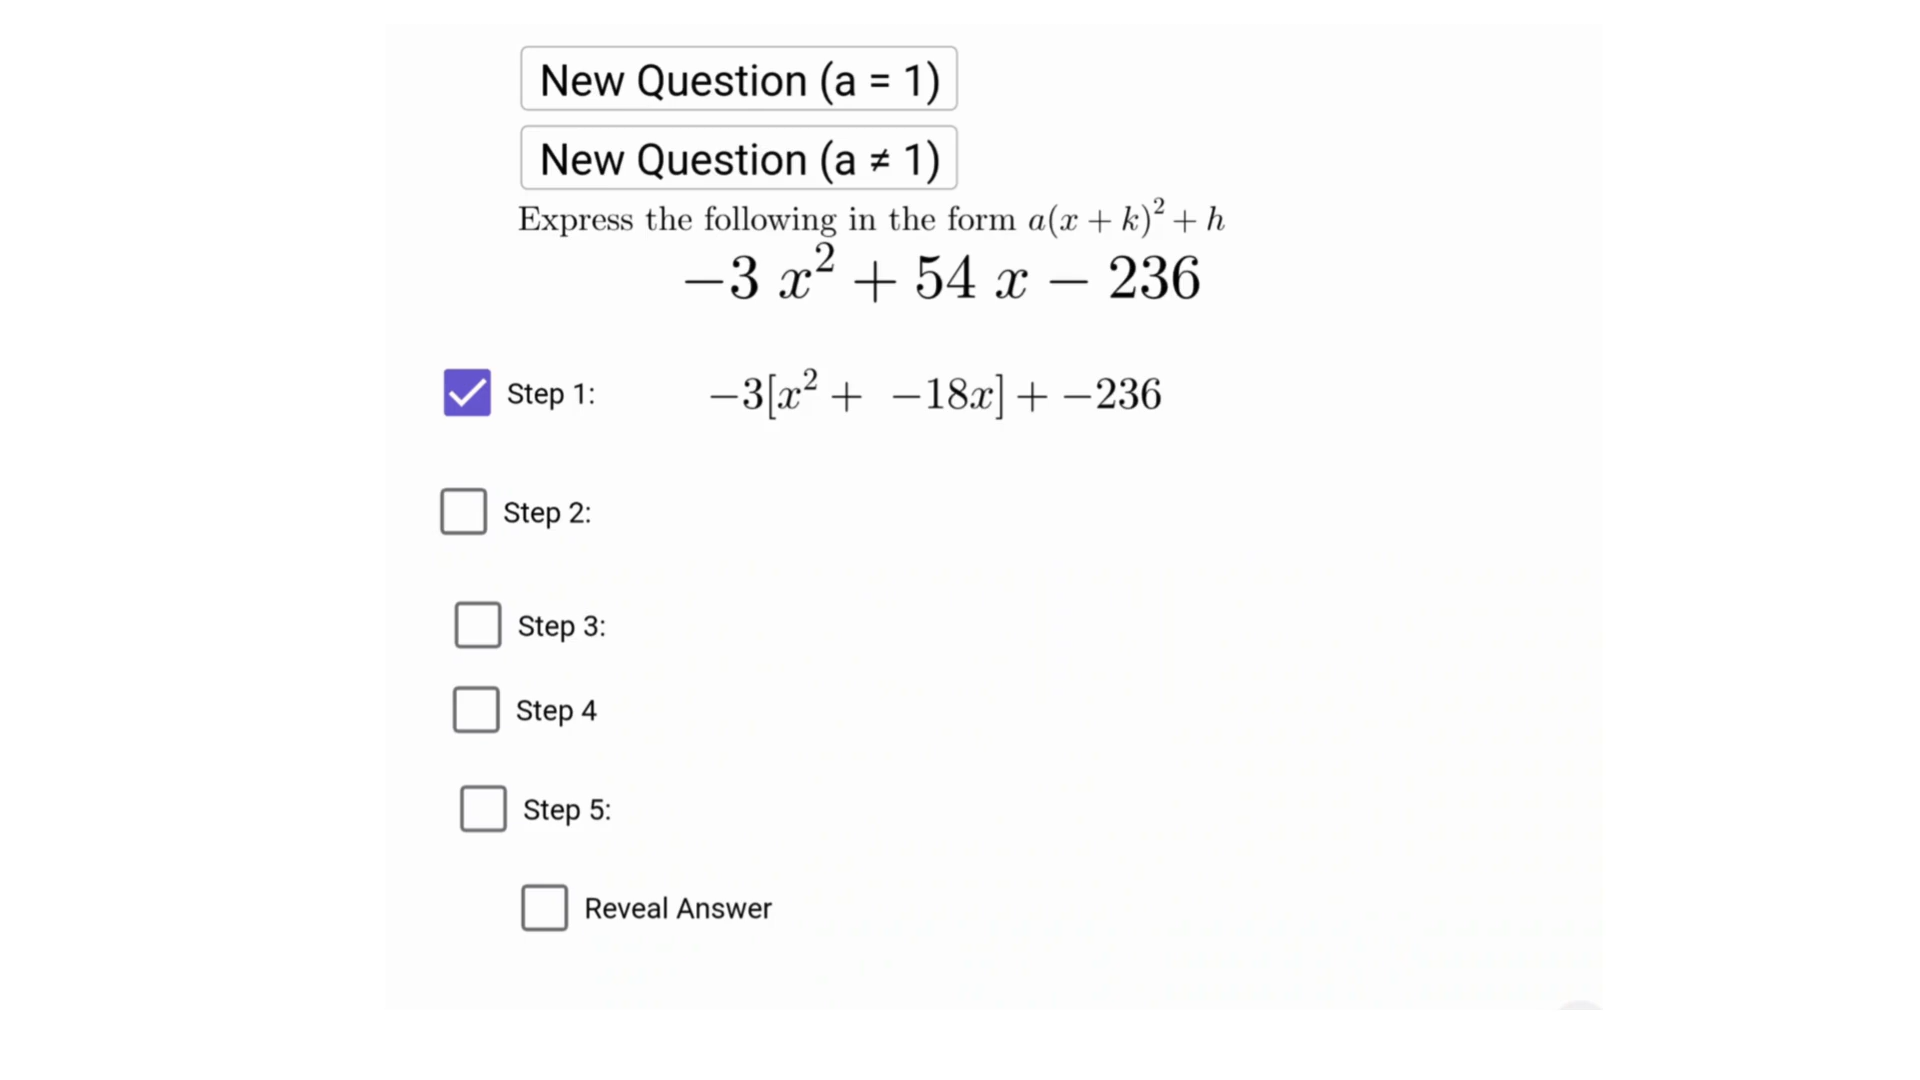 New Question (a = 1)
New Question (a ≠ 1)
Express the following in the form a(x + k)² + h
−3 x² + 54 x − 236
Step 1: −3[x² + −18x] + −236
Step 2:
Step 3:
Step 4
Step 5:
Reveal Answer